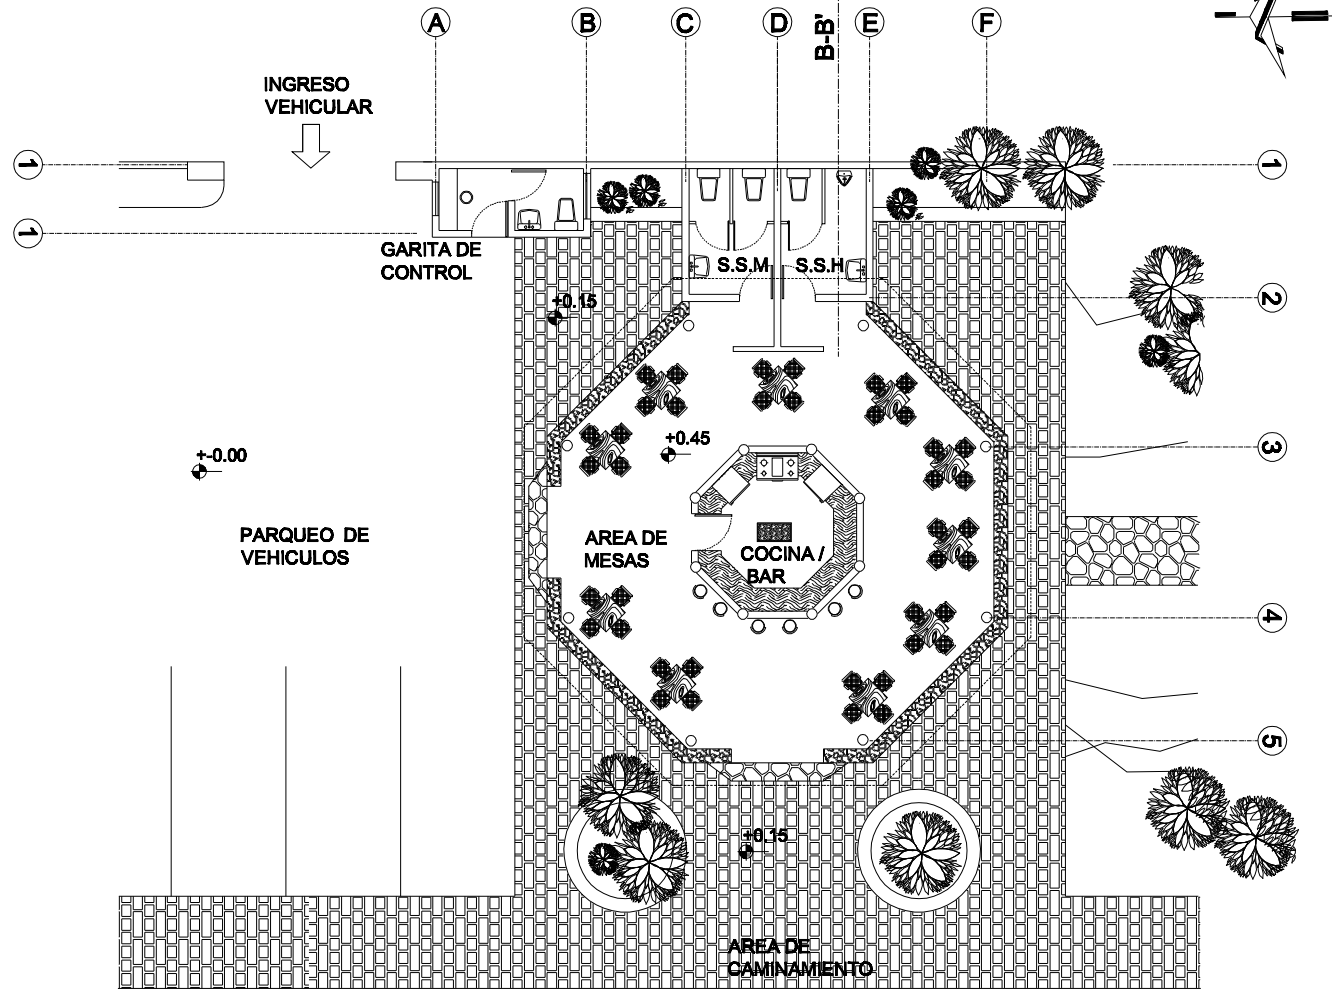 A B C D B-B' E F
INGRESO
VEHICULAR
1 1
1
GARITA DE
CONTROL
S.S.M S.S.H
+0.15 2
+0.45 3
+-0.00
PARQUEO DE
VEHICULOS
AREA DE
MESAS
COCINA /
BAR
4
5
+0.15
AREA DE
CAMINAMIENTO